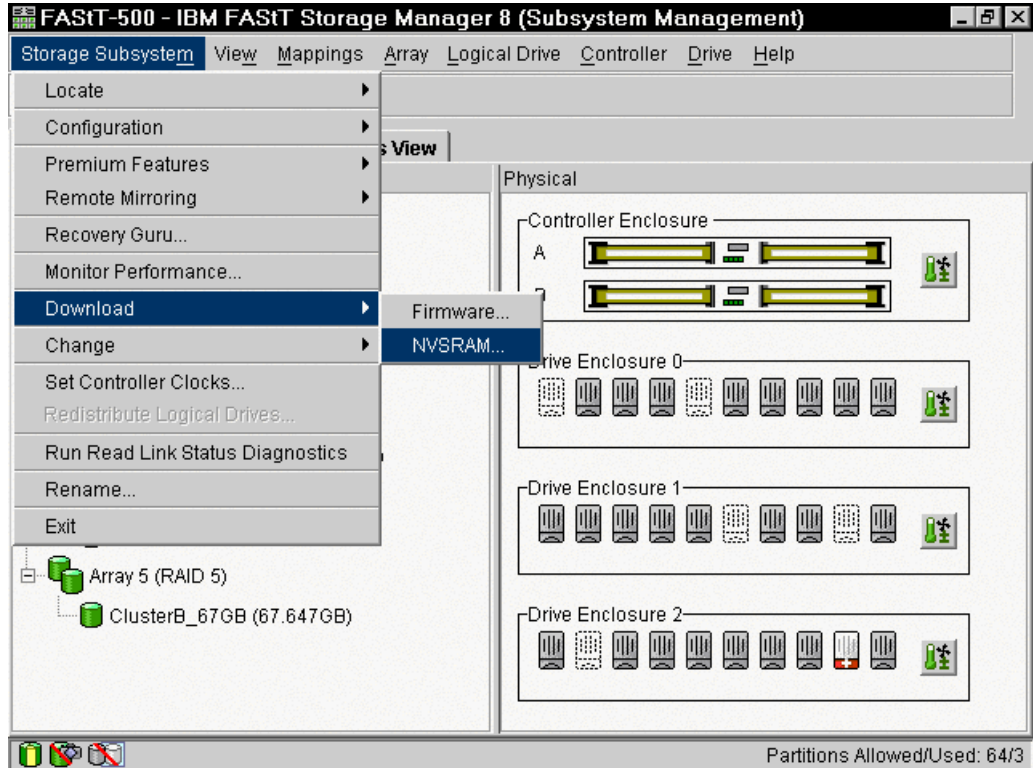 FAStT-500 - IBM FAStT Storage Manager 8 (Subsystem Management)
Storage Subsystem View Mappings Array Logical Drive Controller Drive Help
Locate
Configuration
Premium Features
Remote Mirroring
Recovery Guru...
Monitor Performance...
Download
Change
Set Controller Clocks...
Redistribute Logical Drives...
Run Read Link Status Diagnostics
Rename...
Exit
Firmware...
NVSRAM...
View
Array 5 (RAID 5)
ClusterB_67GB (67.647GB)
Physical
Controller Enclosure
A
Drive Enclosure 0
Drive Enclosure 1
Drive Enclosure 2
Partitions Allowed/Used: 64/3